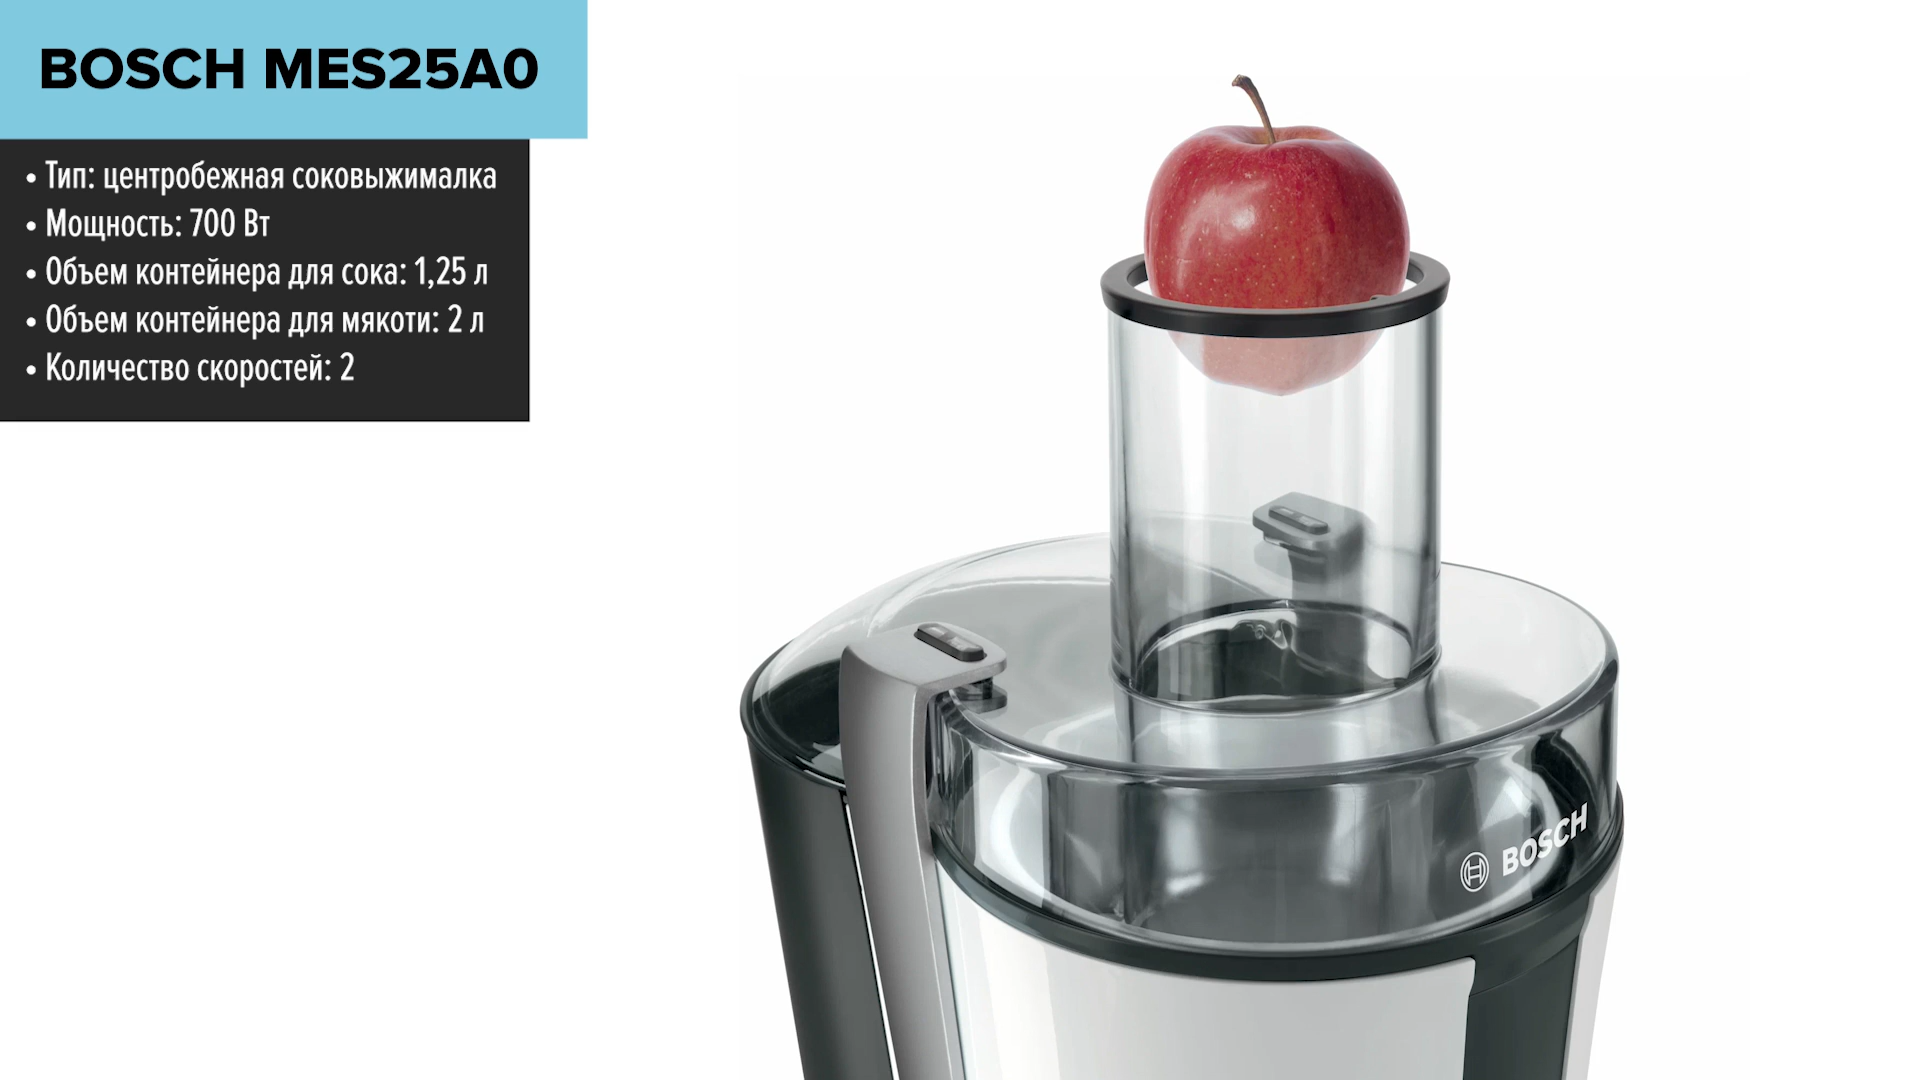 BOSCH MES25A0
• Тип: центробежная соковыжималка
• Мощность: 700 Вт
• Объем контейнера для сока: 1,25 л
• Объем контейнера для мякоти: 2 л
• Количество скоростей: 2
BOSCH